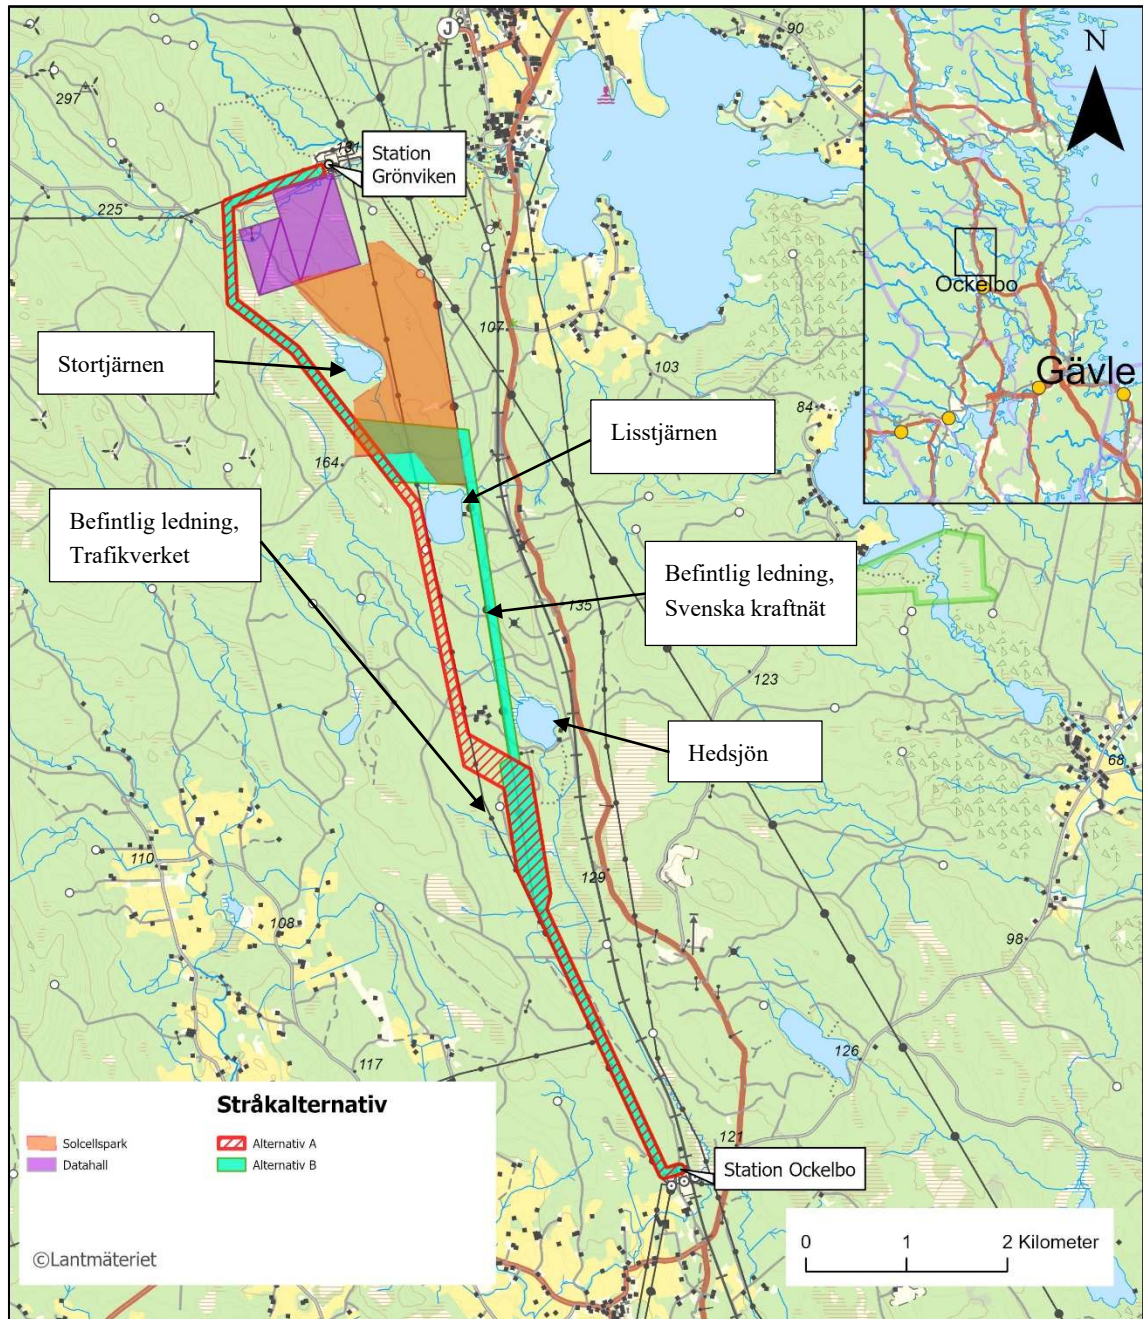 J
90
N
297
191
Station
Grönviken
225
Ockelbo
107
Stortjärnen
103
Gävle
84
Lisstjärnen
164
Befintlig ledning,
Trafikverket
Befintlig ledning,
Svenska kraftnät
135
123
Hedsjön
68
110
129
108
98
117
126
121
Station Ockelbo
Stråkalternativ
Solcellspark
Alternativ A
Datahall
Alternativ B
0 1 2 Kilometer
©Lantmäteriet